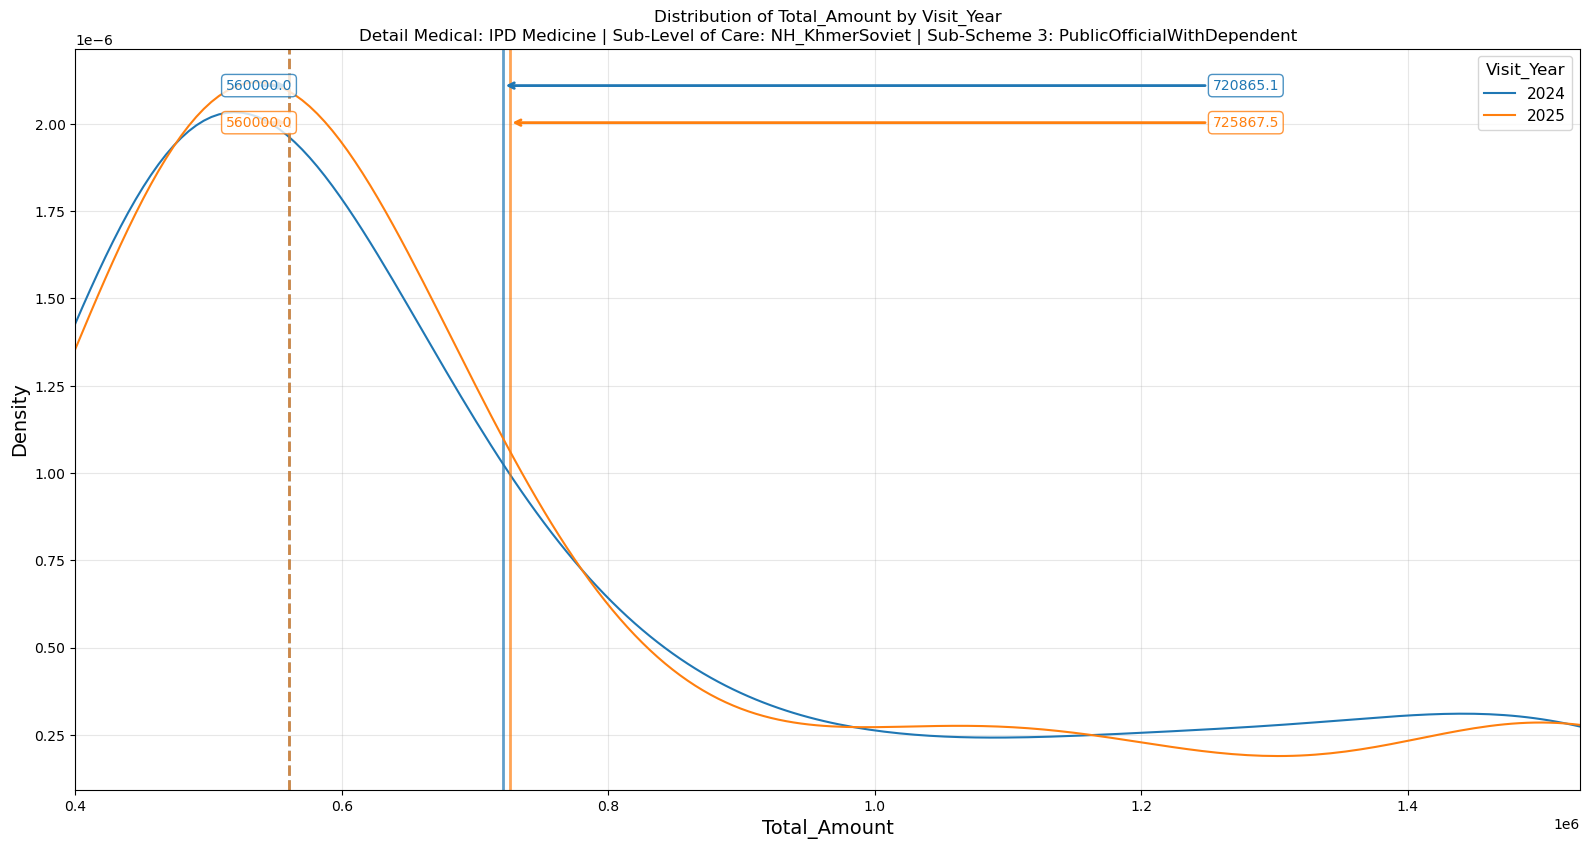 Distribution of Total_Amount by Visit_Year
Detail Medical: IPD Medicine | Sub-Level of Care: NH_KhmerSoviet | Sub-Scheme 3: PublicOfficialWithDependent
1e−6
560000.0
720865.1
560000.0
725867.5
Visit_Year
2024
2025
2.00
1.75
1.50
1.25
1.00
0.75
0.50
0.25
Density
0.4
0.6
0.8
1.0
1.2
1.4
1e6
Total_Amount